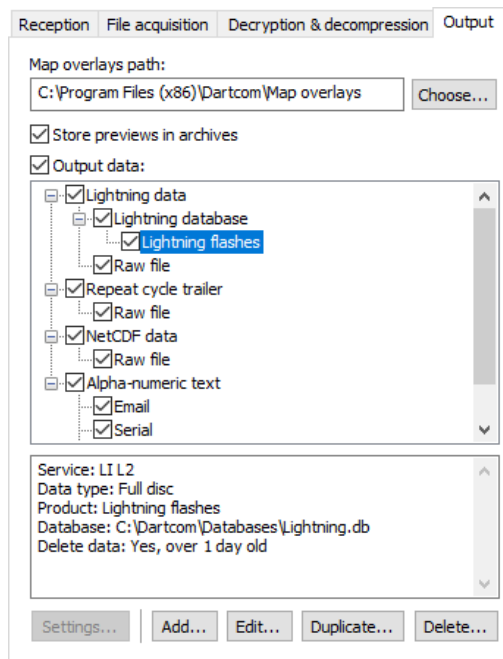 Reception File acquisition Decryption & decompression Output
Map overlays path:
C:\Program Files (x86)\Dartcom\Map overlays Choose...
Store previews in archives
Output data:
Lightning data
Lightning database
Lightning flashes
Raw file
Repeat cycle trailer
Raw file
NetCDF data
Raw file
Alpha-numeric text
Email
Serial
Service: LI L2
Data type: Full disc
Product: Lightning flashes
Database: C:\Dartcom\Databases\Lightning.db
Delete data: Yes, over 1 day old
Settings... Add... Edit... Duplicate... Delete...